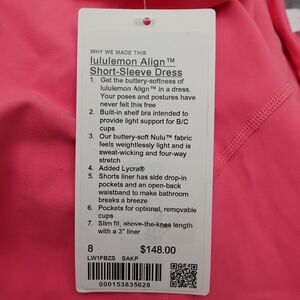 WHY WE MADE THIS
lululemon Align™
Short-Sleeve Dress
1. Get the buttery-softness of
lululemon Align™ in a dress.
Your poses and postures have
never felt this free
2. Built-in shelf bra intended to
provide light support for B/C
cups
3. Our buttery-soft Nulu™ fabric
feels weightlessly light and is
sweat-wicking and four-way
stretch
4. Added Lycra®
5. Shorts liner has side drop-in
pockets and an open-back
waistband to make bathroom
breaks a breeze
6. Pockets for optional, removable
cups
7. Slim fit, above-the-knee length
with a 3" liner
8 $148.00
LW1FBZS SAKP
000153835628